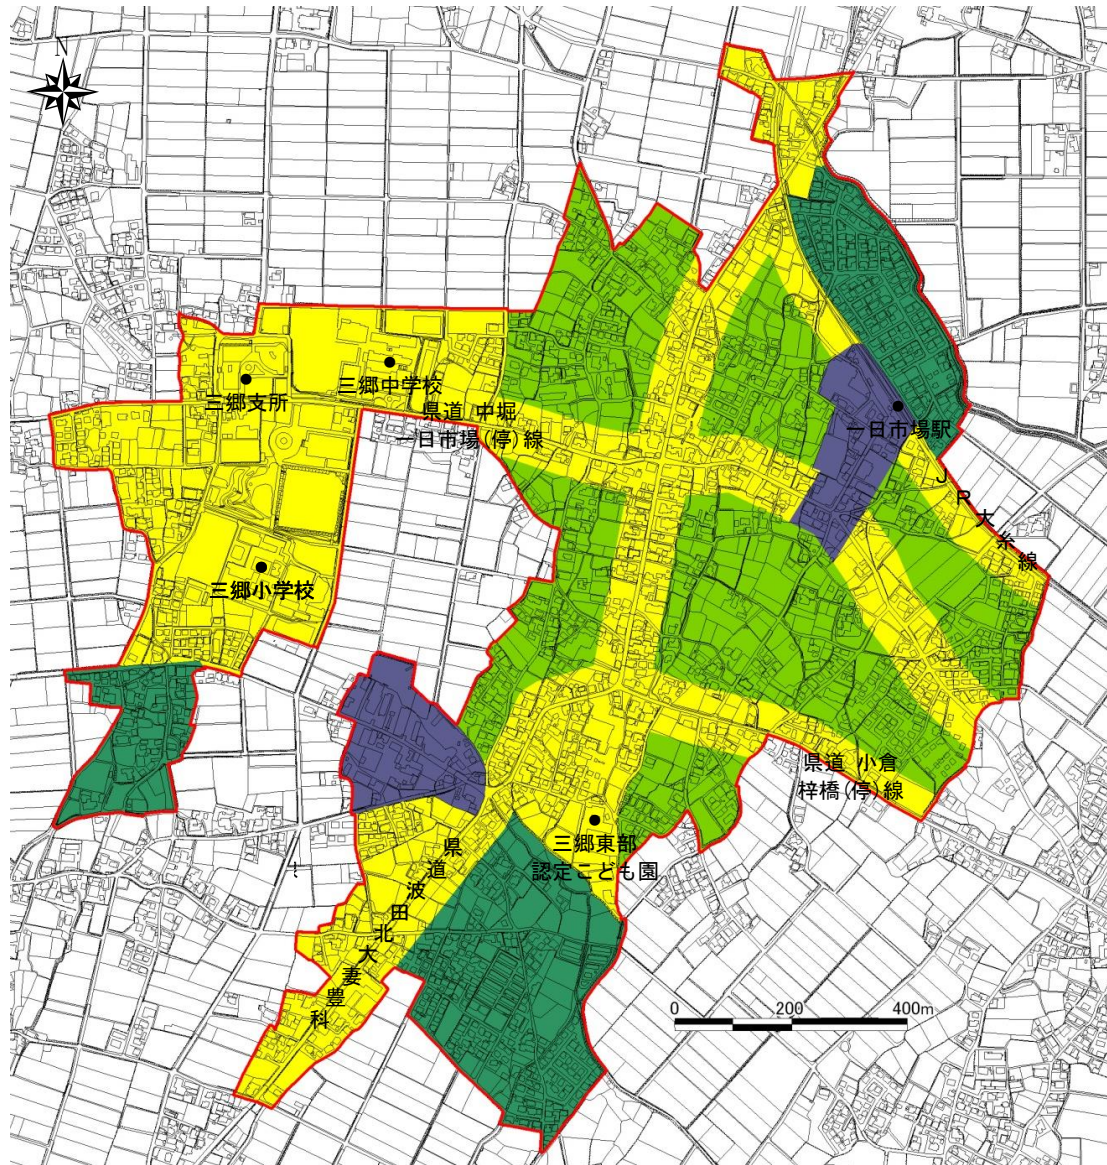 N
三郷中学校
三郷支所
県道 中堀
一日市場(停)線
一日市場駅
JR大糸線
三郷小学校
県道 小倉
梓橋(停)線
三郷東部
認定こども園
県道波田北大妻豊科
0 200 400m